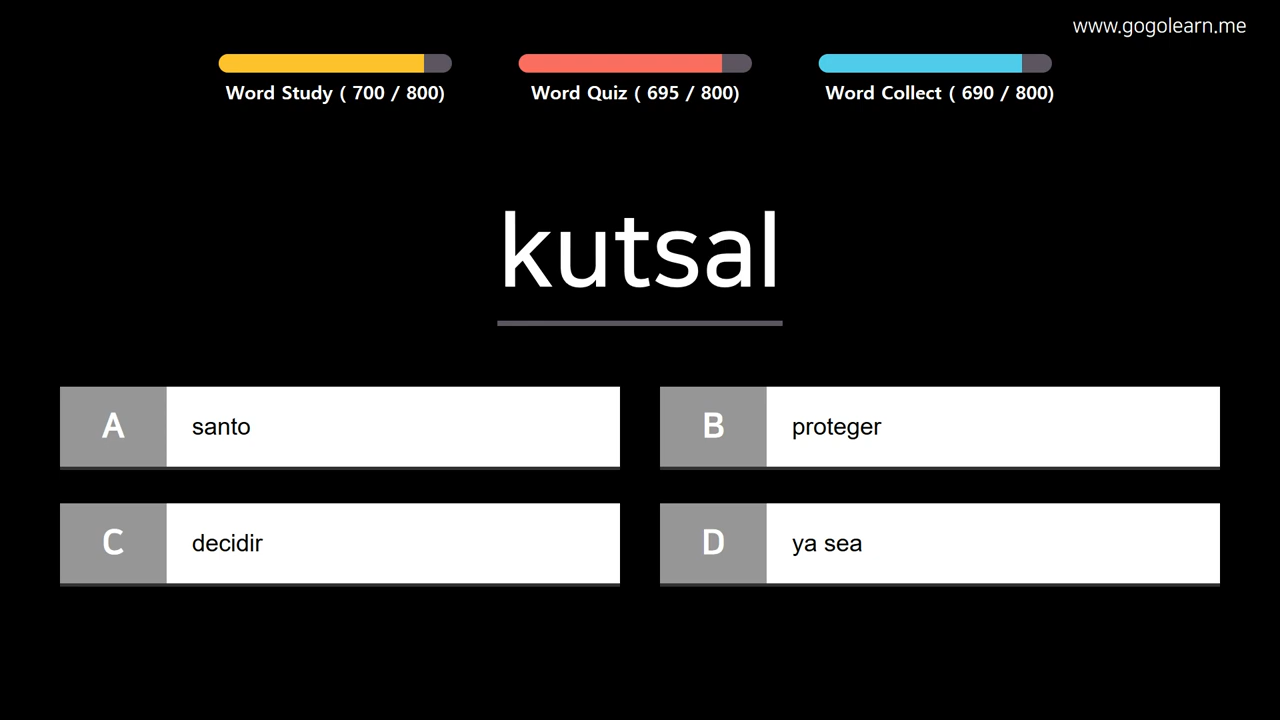 www.gogolearn.me
Word Study ( 700 / 800)
Word Quiz ( 695 / 800)
Word Collect ( 690 / 800)
kutsal
A santo
B proteger
C decidir
D ya sea